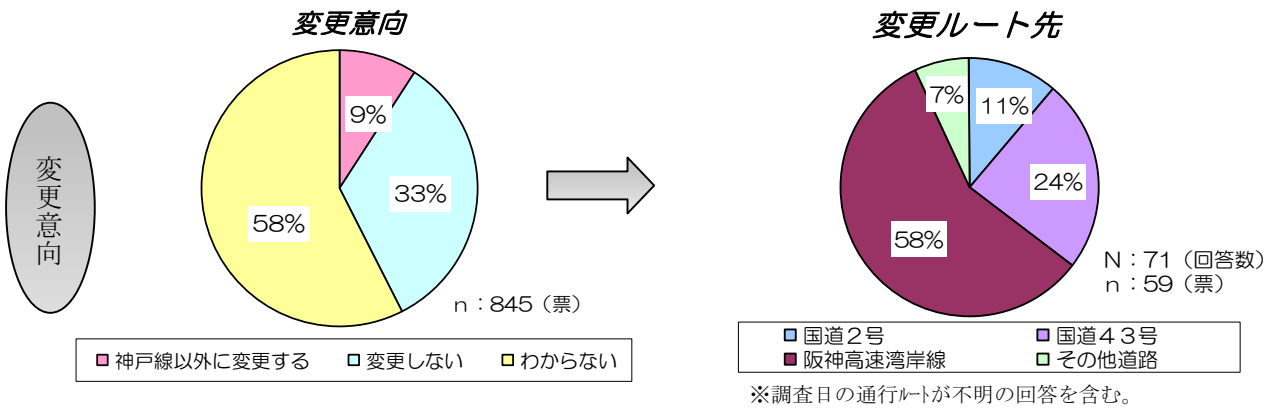 変更意向
変更意向
9%
33%
58%
n：845（票）
神戸線以外に変更する 変更しない わからない
変更ルート先
7%
11%
24%
58%
N：71（回答数）
n：59（票）
国道２号 国道４３号
阪神高速湾岸線 その他道路
※調査日の通行ﾙｰﾄが不明の回答を含む。